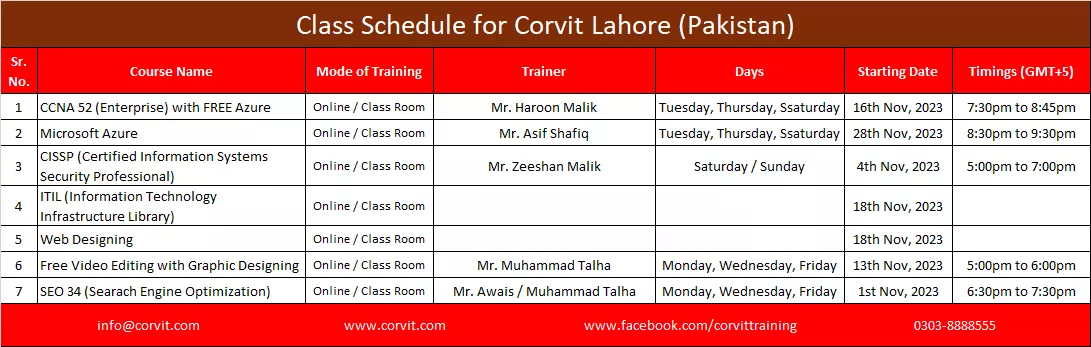 Class Schedule for Corvit Lahore (Pakistan)
Sr. No. Course Name Mode of Training Trainer Days Starting Date Timings (GMT+5)
1 CCNA 52 (Enterprise) with FREE Azure Online / Class Room Mr. Haroon Malik Tuesday, Thursday, Ssaturday 16th Nov, 2023 7:30pm to 8:45pm
2 Microsoft Azure Online / Class Room Mr. Asif Shafiq Tuesday, Thursday, Ssaturday 28th Nov, 2023 8:30pm to 9:30pm
3 CISSP (Certified Information Systems Security Professional) Online / Class Room Mr. Zeeshan Malik Saturday / Sunday 4th Nov, 2023 5:00pm to 7:00pm
4 ITIL (Information Technology Infrastructure Library) Online / Class Room 18th Nov, 2023
5 Web Designing Online / Class Room 18th Nov, 2023
6 Free Video Editing with Graphic Designing Online / Class Room Mr. Muhammad Talha Monday, Wednesday, Friday 13th Nov, 2023 5:00pm to 6:00pm
7 SEO 34 (Searach Engine Optimization) Online / Class Room Mr. Awais / Muhammad Talha Monday, Wednesday, Friday 1st Nov, 2023 6:30pm to 7:30pm
info@corvit.com www.corvit.com www.facebook.com/corvittraining 0303-8888555